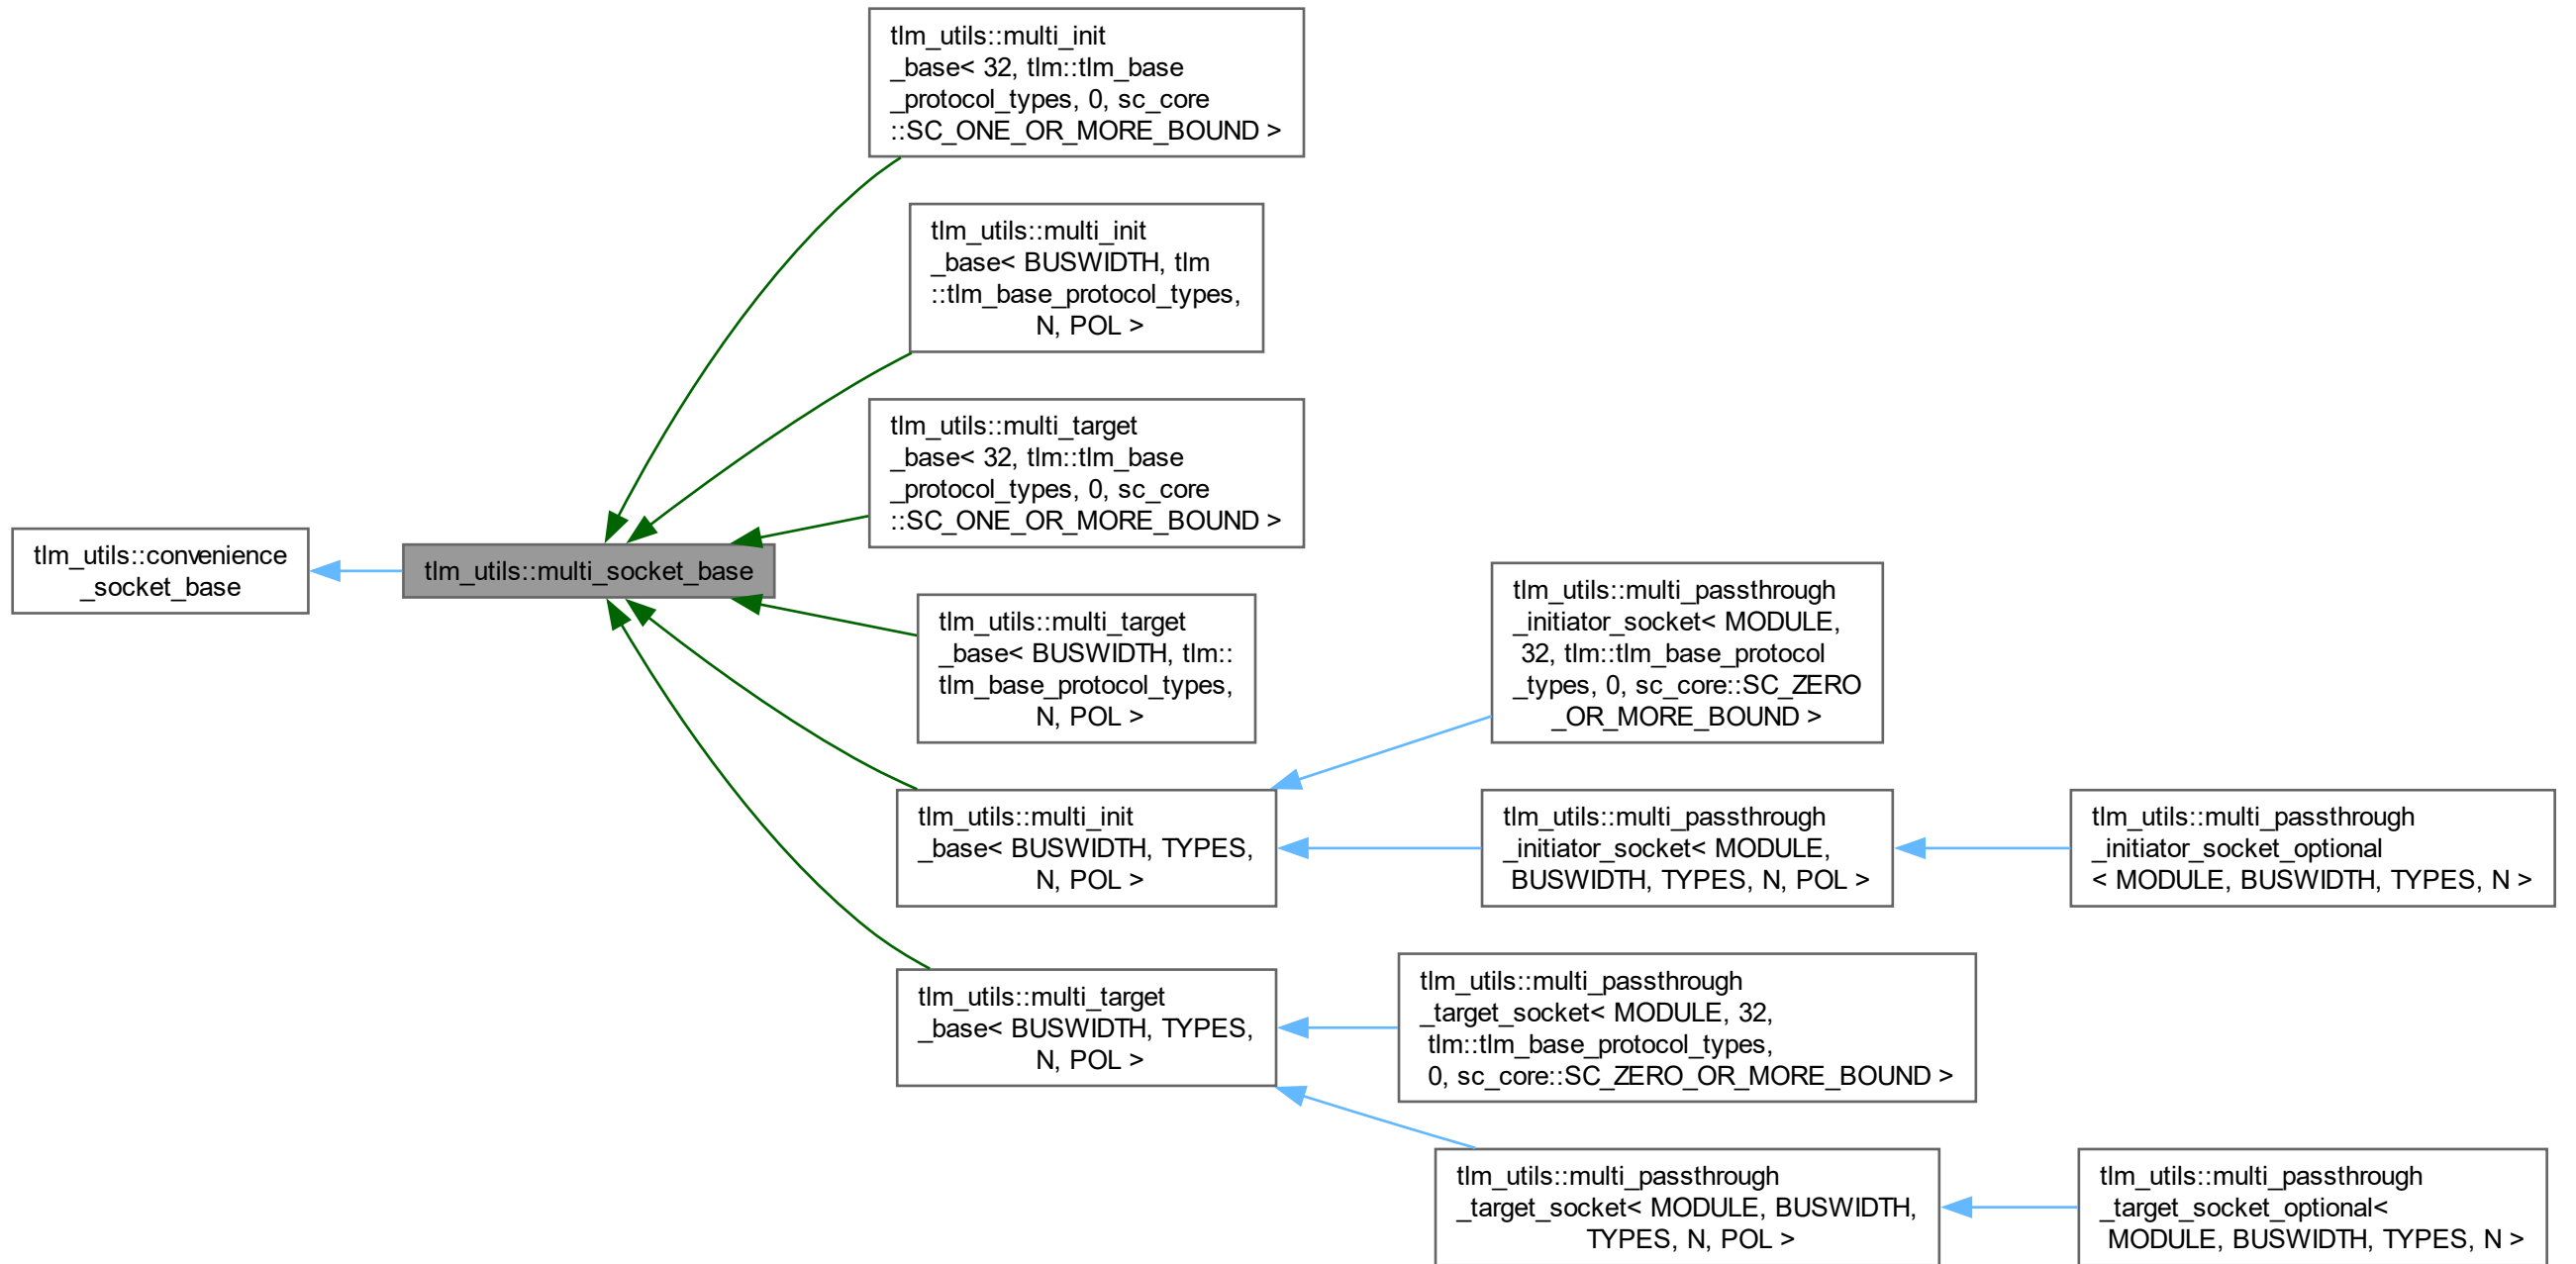 tlm_utils::multi_init
_base< 32, tlm::tlm_base
_protocol_types, 0, sc_core
::SC_ONE_OR_MORE_BOUND >
tlm_utils::multi_init
_base< BUSWIDTH, tlm
::tlm_base_protocol_types,
N, POL >
tlm_utils::multi_target
_base< 32, tlm::tlm_base
_protocol_types, 0, sc_core
::SC_ONE_OR_MORE_BOUND >
tlm_utils::convenience
_socket_base
tlm_utils::multi_socket_base
tlm_utils::multi_target
_base< BUSWIDTH, tlm::
tlm_base_protocol_types,
N, POL >
tlm_utils::multi_passthrough
_initiator_socket< MODULE,
32, tlm::tlm_base_protocol
_types, 0, sc_core::SC_ZERO
_OR_MORE_BOUND >
tlm_utils::multi_init
_base< BUSWIDTH, TYPES,
N, POL >
tlm_utils::multi_passthrough
_initiator_socket< MODULE,
BUSWIDTH, TYPES, N, POL >
tlm_utils::multi_passthrough
_initiator_socket_optional
< MODULE, BUSWIDTH, TYPES, N >
tlm_utils::multi_target
_base< BUSWIDTH, TYPES,
N, POL >
tlm_utils::multi_passthrough
_target_socket< MODULE, 32,
tlm::tlm_base_protocol_types,
0, sc_core::SC_ZERO_OR_MORE_BOUND >
tlm_utils::multi_passthrough
_target_socket< MODULE, BUSWIDTH,
TYPES, N, POL >
tlm_utils::multi_passthrough
_target_socket_optional<
MODULE, BUSWIDTH, TYPES, N >